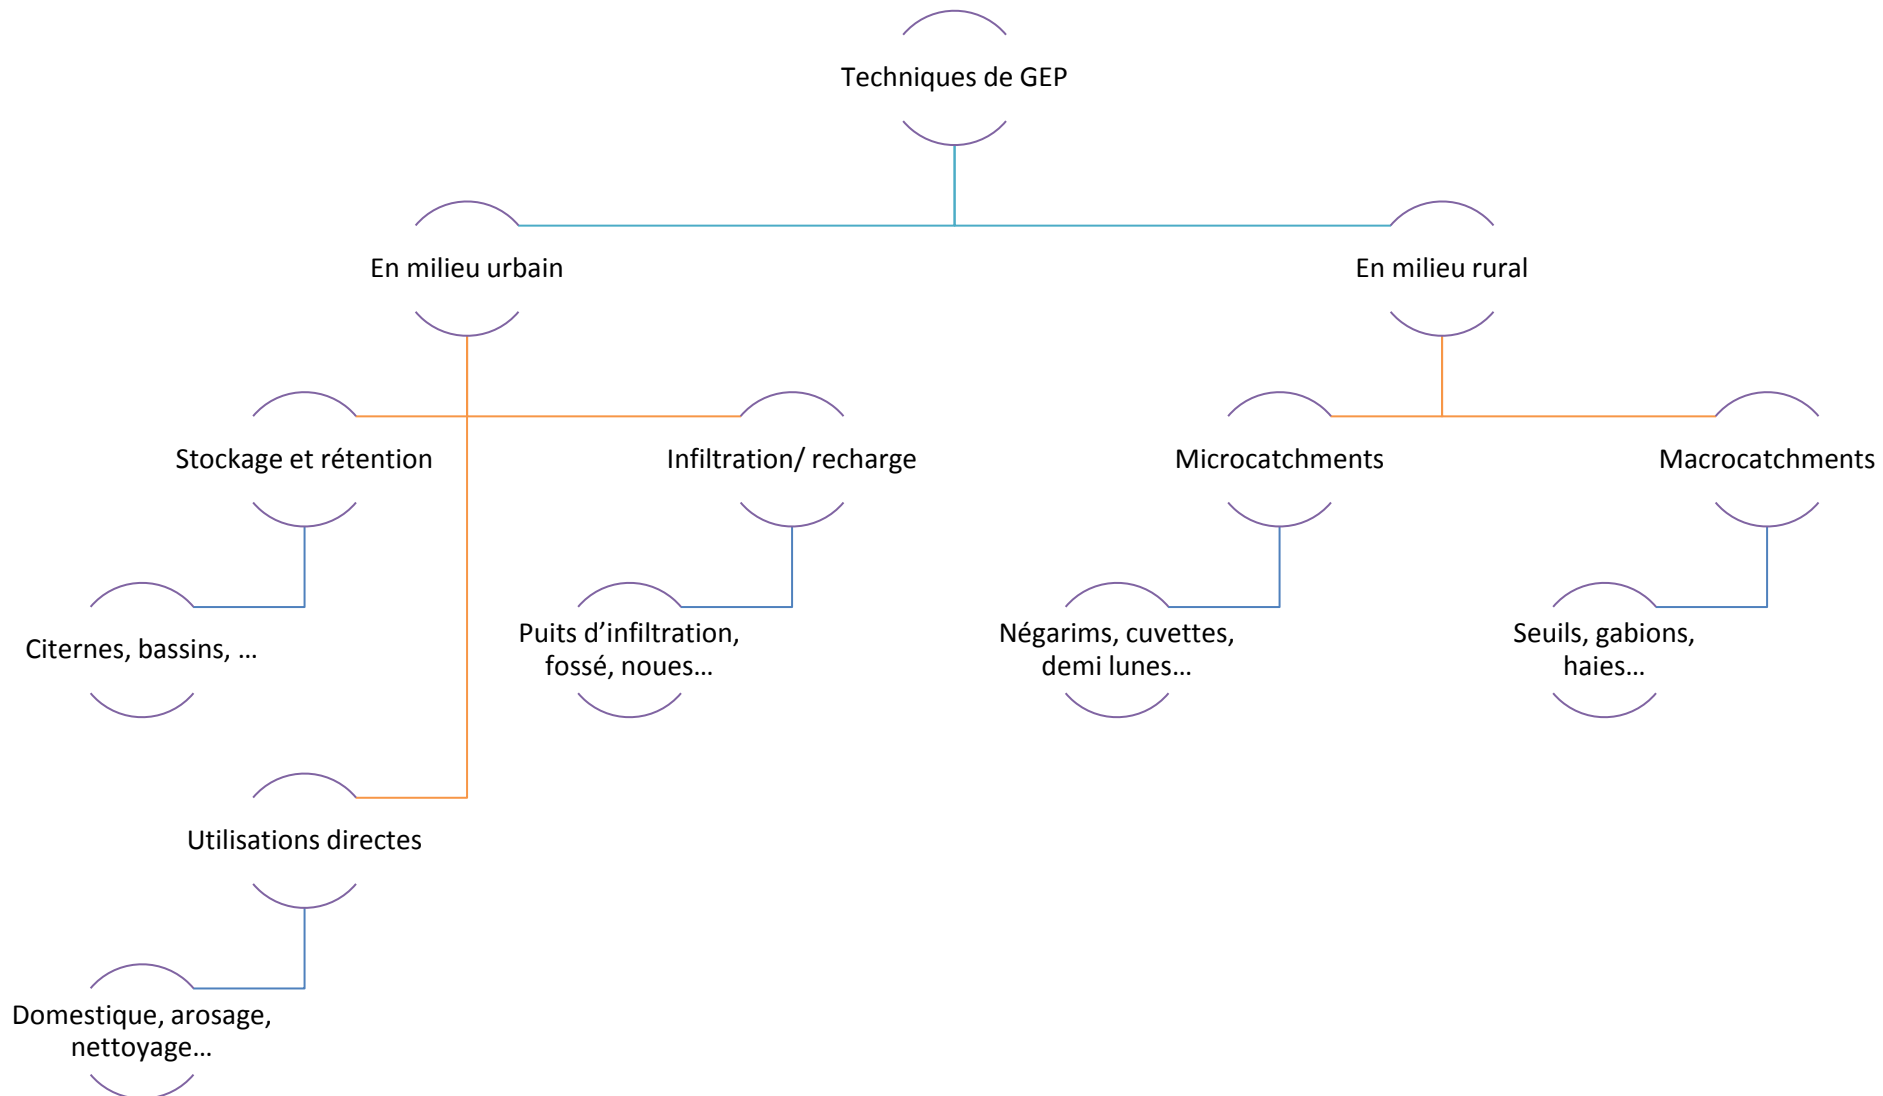 Techniques de GEP
En milieu urbain
En milieu rural
Stockage et rétention
Infiltration/ recharge
Microcatchments
Macrocatchments
Citernes, bassins, …
Puits d’infiltration,
fossé, noues…
Négarims, cuvettes,
demi lunes…
Seuils, gabions,
haies…
Utilisations directes
Domestique, arosage,
nettoyage…